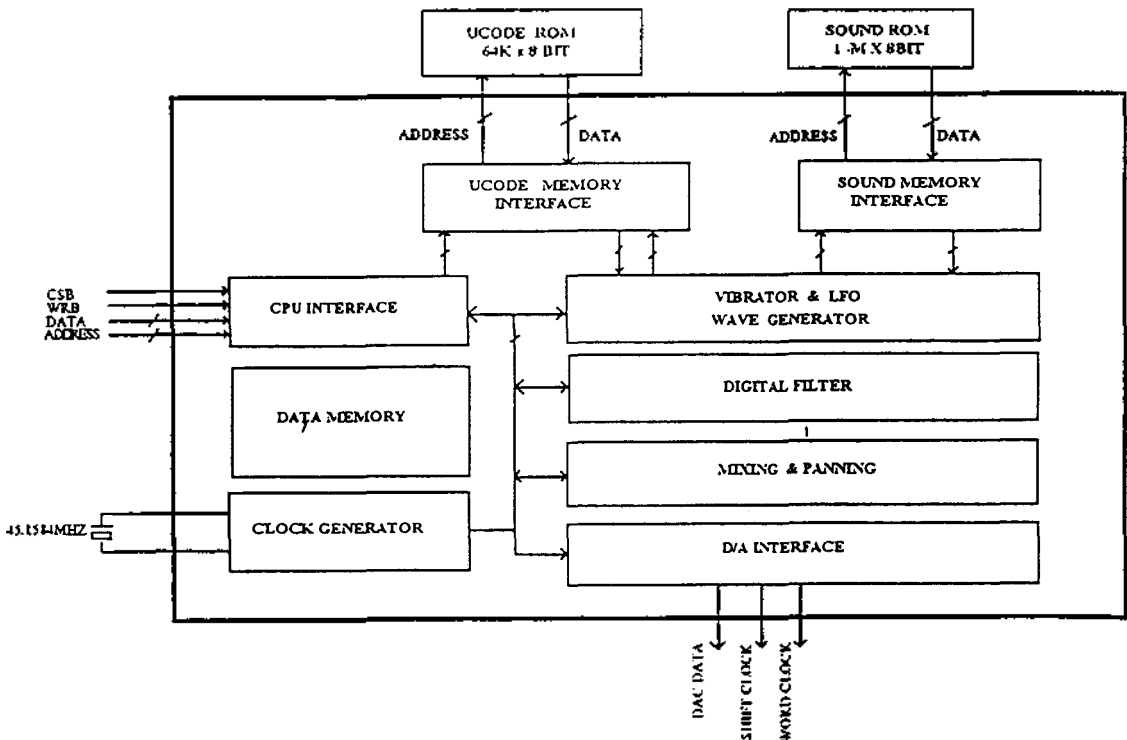 UCODE ROM
64K x 8 BIT
SOUND ROM
1 -M X 8BIT
ADDRESS
DATA
ADDRESS
DATA
UCODE MEMORY
INTERFACE
SOUND MEMORY
INTERFACE
CSB
WRB
DATA
ADDRESS
CPU INTERFACE
VIBRATOR & LFO
WAVE GENERATOR
DIGITAL FILTER
DATA MEMORY
MIXING & PANNING
CLOCK GENERATOR
D/A INTERFACE
DAC DATA
SHIFT CLOCK
WORD CLOCK